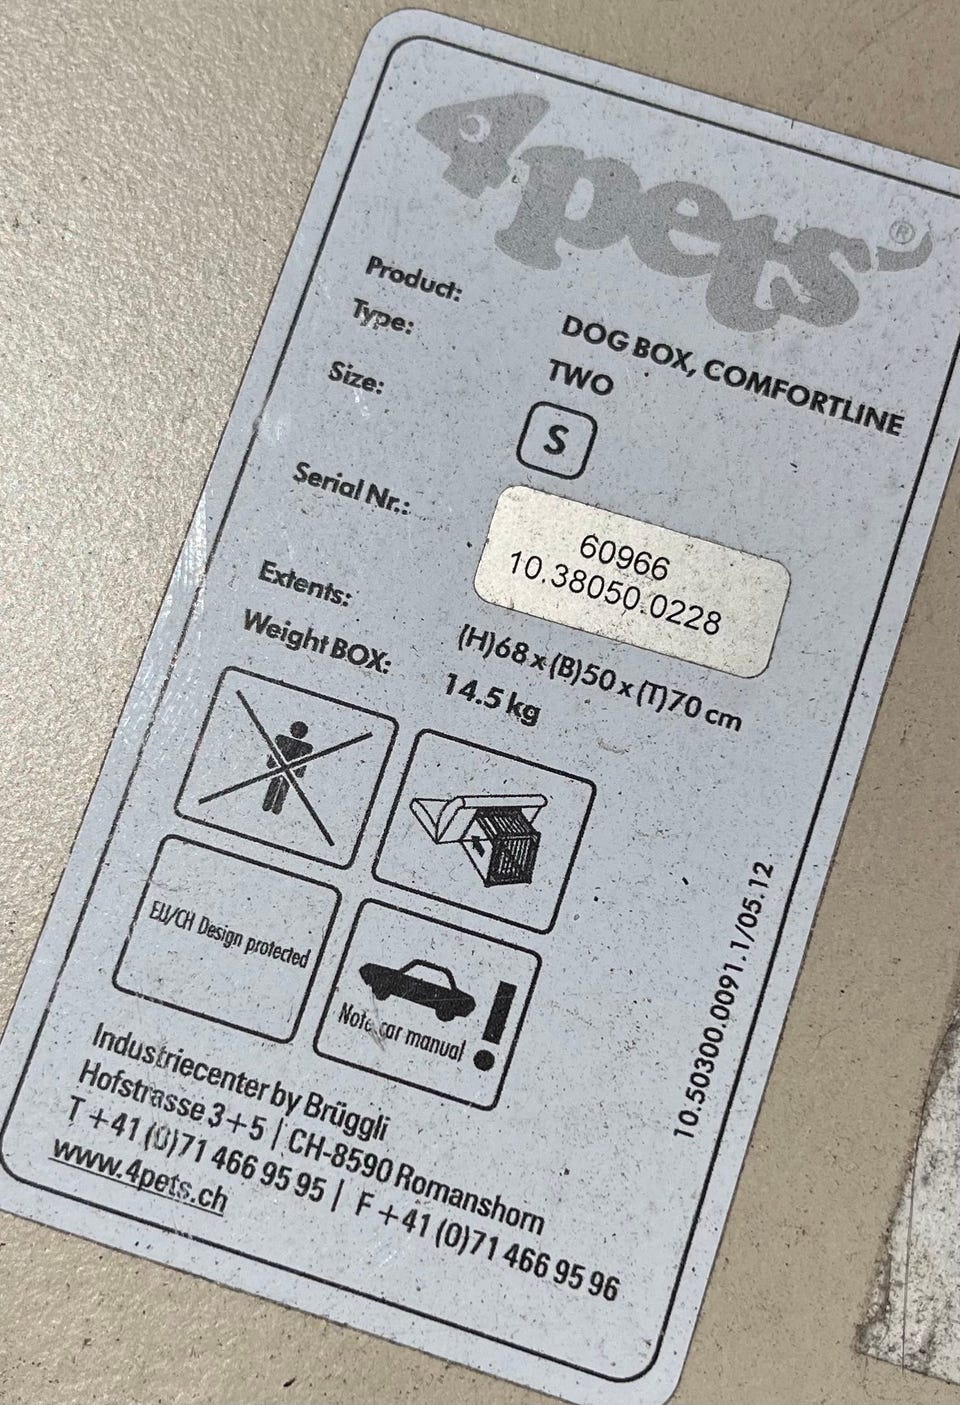 4pets®
Product: DOG BOX, COMFORTLINE
Type: TWO
Size: S
Serial Nr.: 60966
10.38050.0228
Extents: (H)68 x (B)50 x (T)70 cm
Weight BOX: 14.5 kg
EU/CH Design protected
Note car manual
!
10.50300.0091.1/05.12
Industriecenter by Brüggli
Hofstrasse 3+5 | CH-8590 Romanshorn
T +41 (0)71 466 95 95 | F +41 (0)71 466 95 96
www.4pets.ch